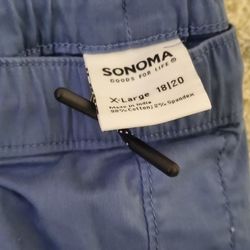 SONOMA
GOODS FOR LIFE®
X-Large 18|20
Made in India
98% Cotton/2% Spandex